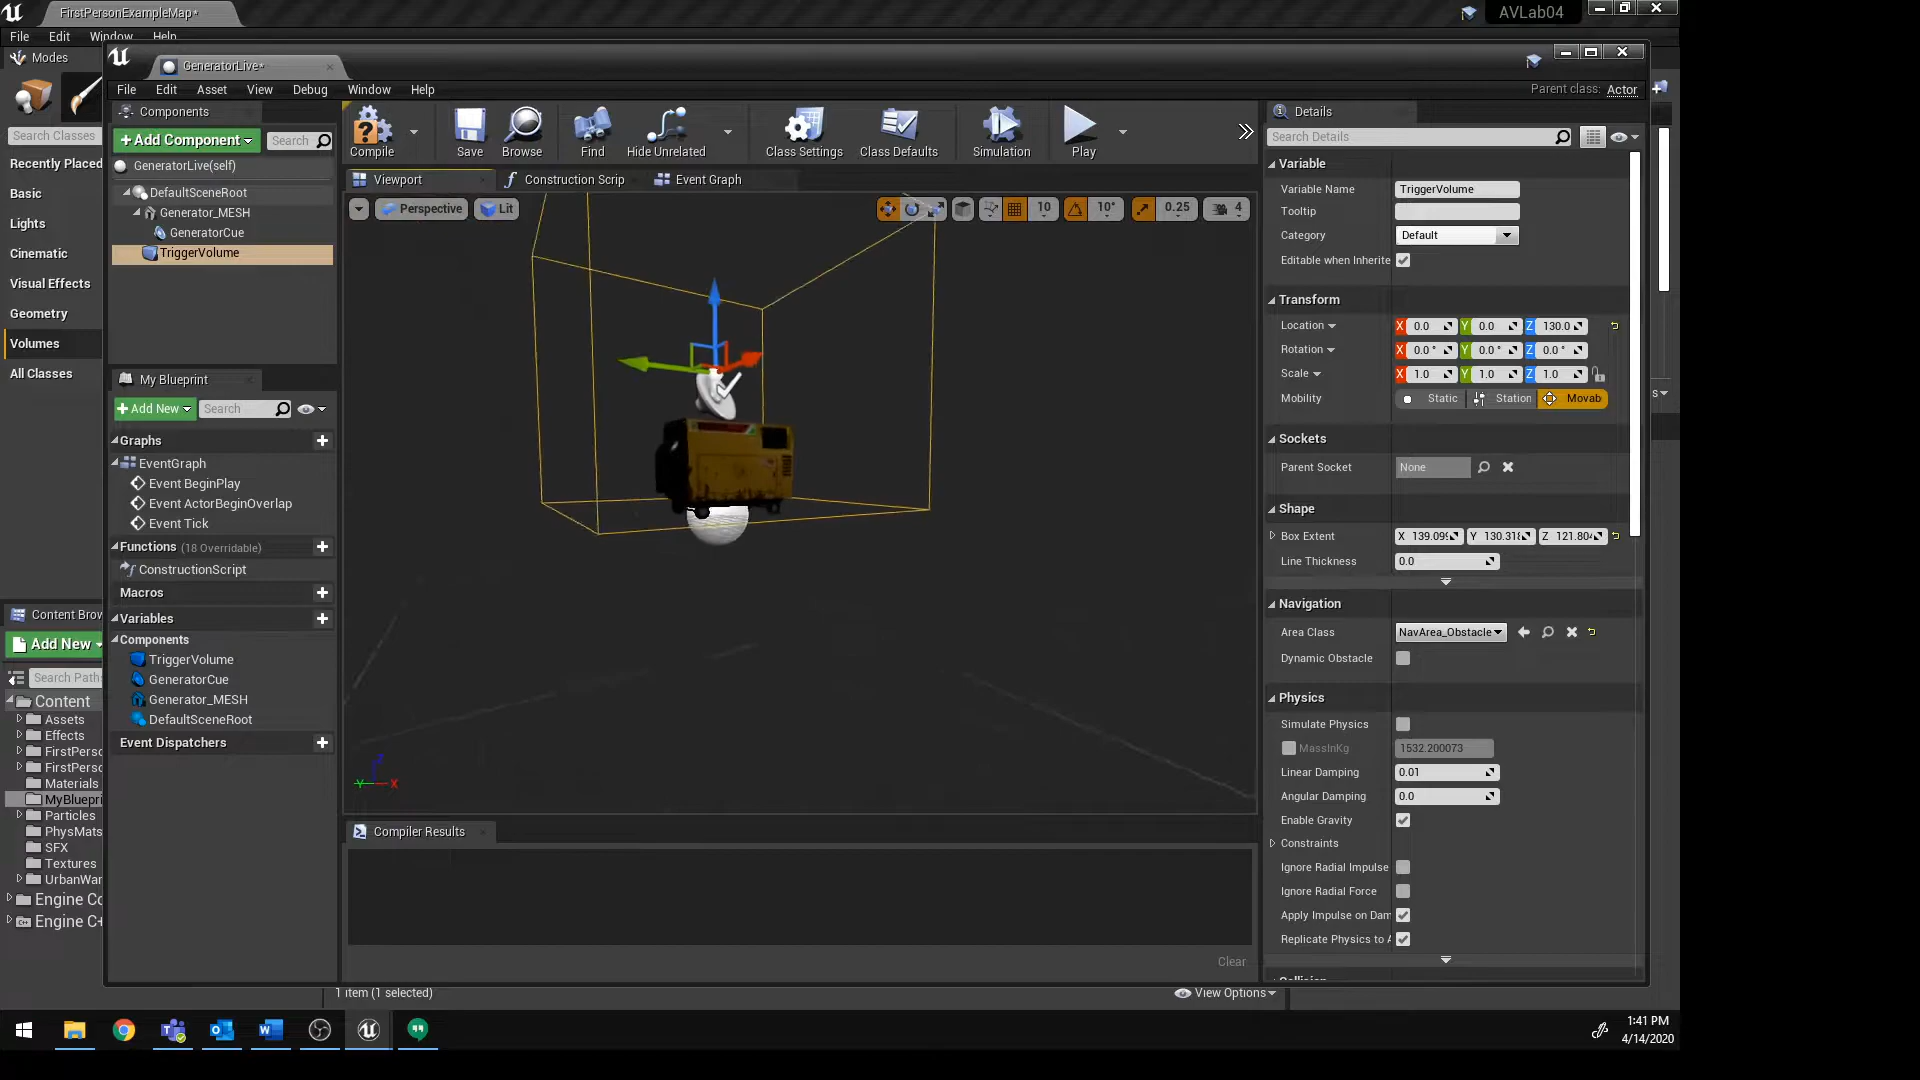 FirstPersonExampleMap*
AVLab04
File Edit Window Help
Modes
GeneratorLive*
File Edit Asset View Debug Window Help
Parent class: Actor
Search Classes
Recently Placed
Basic
Lights
Cinematic
Visual Effects
Geometry
Volumes
All Classes
Components
+Add Component
Search
GeneratorLive(self)
DefaultSceneRoot
Generator_MESH
GeneratorCue
TriggerVolume
Compile
Save
Browse
Find
Hide Unrelated
Class Settings
Class Defaults
Simulation
Play
Viewport
Construction Scrip
Event Graph
Perspective
Lit
10
10°
0.25
4
My Blueprint
+Add New
Search
Graphs
EventGraph
Event BeginPlay
Event ActorBeginOverlap
Event Tick
Functions (18 Overridable)
ConstructionScript
Macros
Variables
Components
TriggerVolume
GeneratorCue
Generator_MESH
DefaultSceneRoot
Event Dispatchers
Z
Y
X
Compiler Results
Clear
Details
Search Details
Variable
Variable Name TriggerVolume
Tooltip
Category Default
Editable when Inherite
Transform
Location X 0.0 Y 0.0 Z 130.0
Rotation X 0.0° Y 0.0° Z 0.0°
Scale X 1.0 Y 1.0 Z 1.0
Mobility Static Station Movab
Sockets
Parent Socket None
Shape
Box Extent X 139.099 Y 130.318 Z 121.804
Line Thickness 0.0
Navigation
Area Class NavArea_Obstacle
Dynamic Obstacle
Physics
Simulate Physics
MassInKg 1532.200073
Linear Damping 0.01
Angular Damping 0.0
Enable Gravity
Constraints
Ignore Radial Impulse
Ignore Radial Force
Apply Impulse on Dam
Replicate Physics to A
Collision
Content Brow
Add New
Search Paths
Content
Assets
Effects
FirstPerso
FirstPerso
Materials
MyBluepri
Particles
PhysMats
SFX
Textures
UrbanWar
Engine Co
Engine C+
1 item (1 selected)
View Options
1:41 PM
4/14/2020